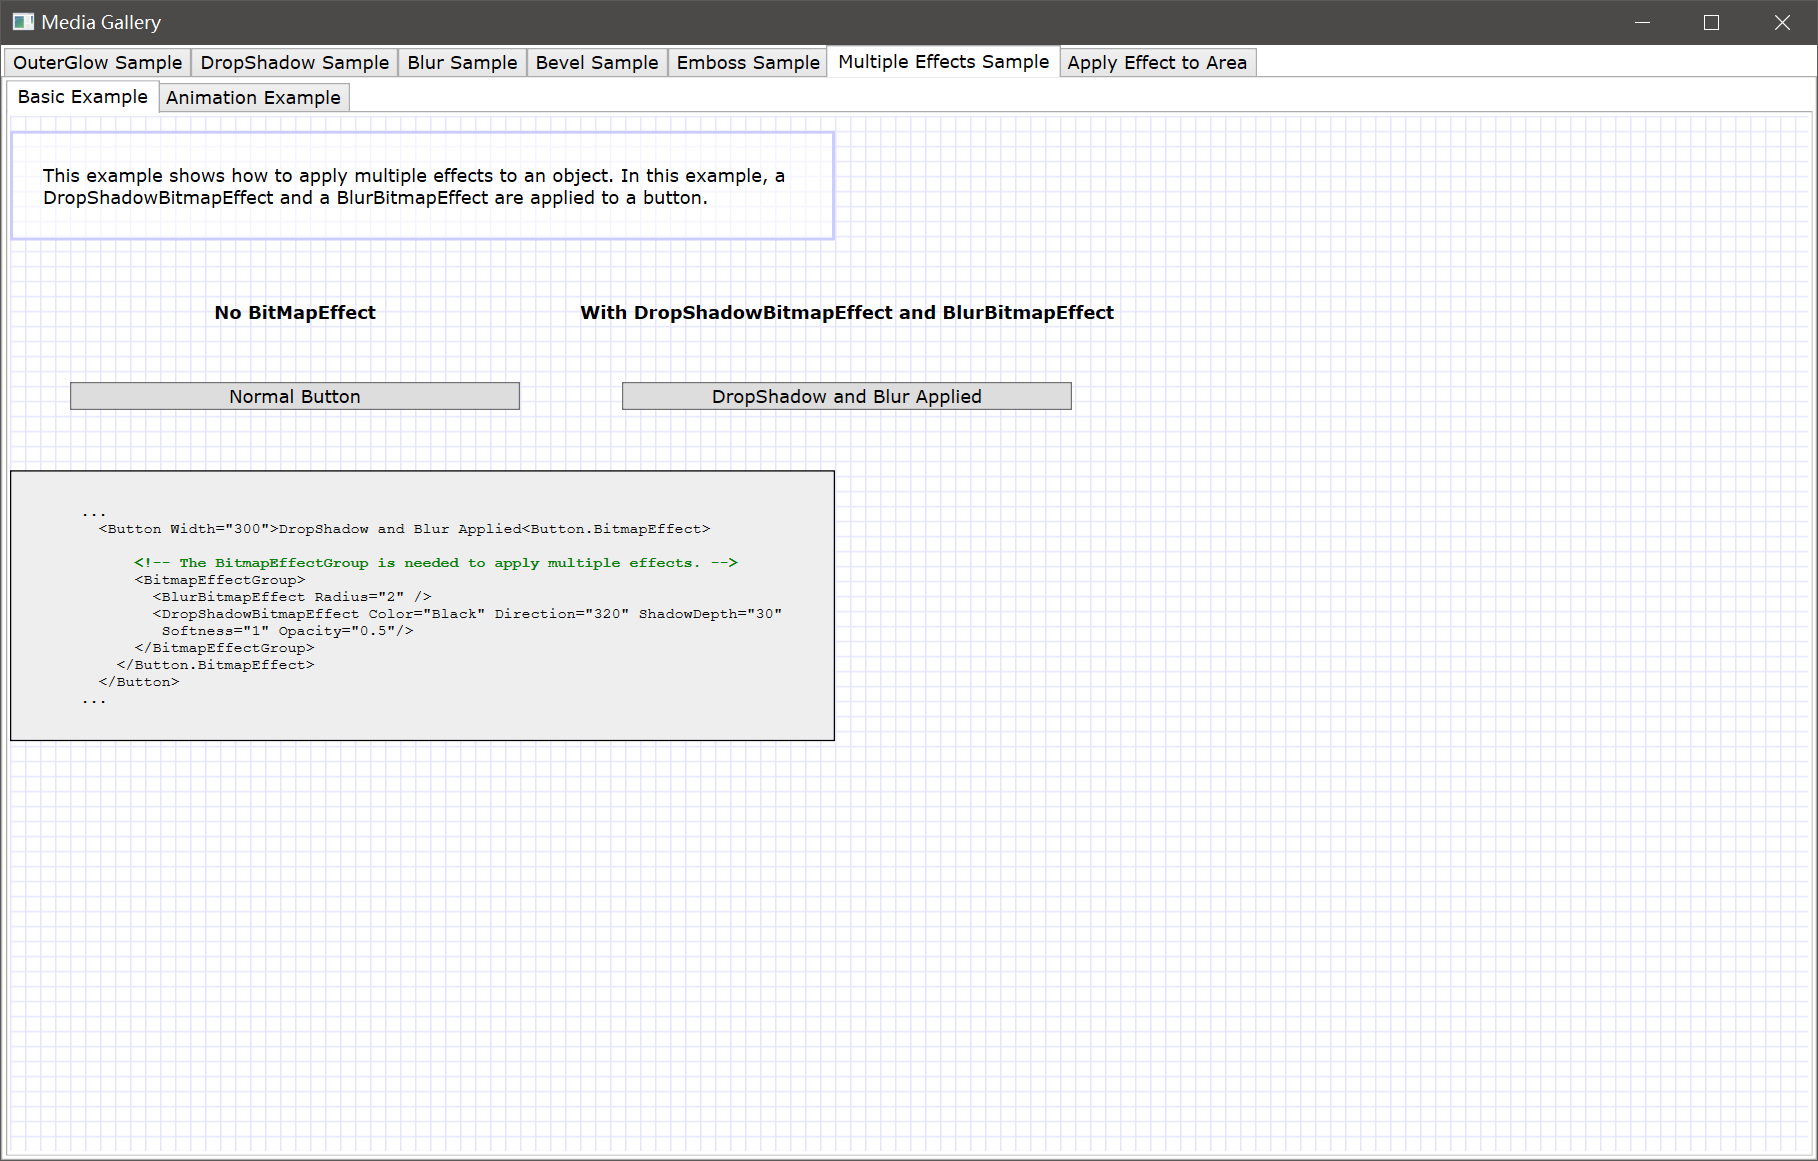 Media Gallery
OuterGlow Sample DropShadow Sample Blur Sample Bevel Sample Emboss Sample Multiple Effects Sample Apply Effect to Area
Basic Example Animation Example
This example shows how to apply multiple effects to an object. In this example, a
DropShadowBitmapEffect and a BlurBitmapEffect are applied to a button.
No BitMapEffect With DropShadowBitmapEffect and BlurBitmapEffect
Normal Button DropShadow and Blur Applied
...
<Button Width="300">DropShadow and Blur Applied<Button.BitmapEffect>
<!-- The BitmapEffectGroup is needed to apply multiple effects. -->
<BitmapEffectGroup>
<BlurBitmapEffect Radius="2" />
<DropShadowBitmapEffect Color="Black" Direction="320" ShadowDepth="30"
Softness="1" Opacity="0.5"/>
</BitmapEffectGroup>
</Button.BitmapEffect>
</Button>
...